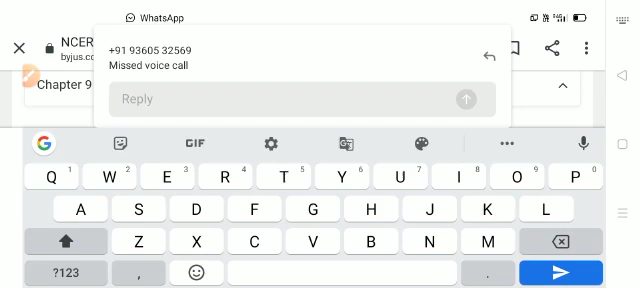 WhatsApp
NCER
byjus.co
+91 93605 32569
Missed voice call
Reply
Chapter 9
GIF
Q 1 W 2 E 3 R 4 T 5 Y 6 U 7 I 8 O 9 P 0
A S D F G H J K L
Z X C V B N M
?123 , .